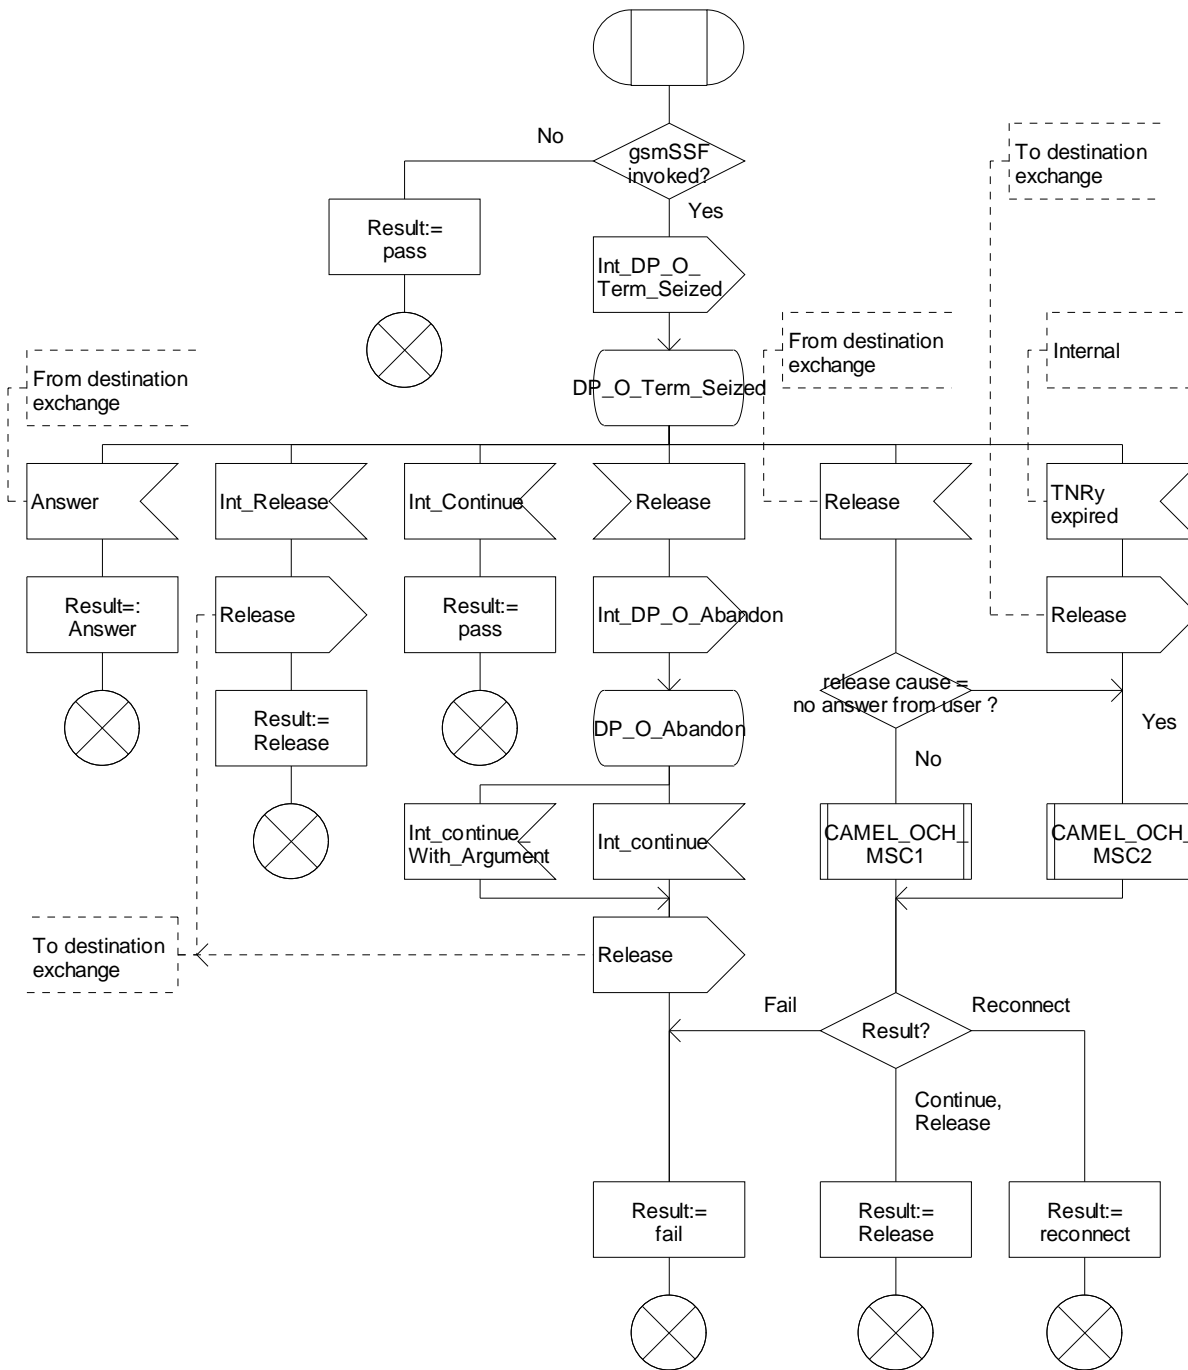 No
gsmSSF
invoked?
To destination
exchange
Yes
Result:=
pass
Int_DP_O_
Term_Seized
From destination
exchange
From destination
exchange
Internal
DP_O_Term_Seized
Answer
Int_Release
Int_Continue
Release
Release
TNRy
expired
Result=:
Answer
Release
Result:=
pass
Int_DP_O_Abandon
Release
Result:=
Release
DP_O_Abandon
release cause =
no answer from user ?
Yes
No
Int_continue_
With_Argument
Int_continue
CAMEL_OCH_
MSC1
CAMEL_OCH_
MSC2
To destination
exchange
Release
Fail
Result?
Reconnect
Continue,
Release
Result:=
fail
Result:=
Release
Result:=
reconnect